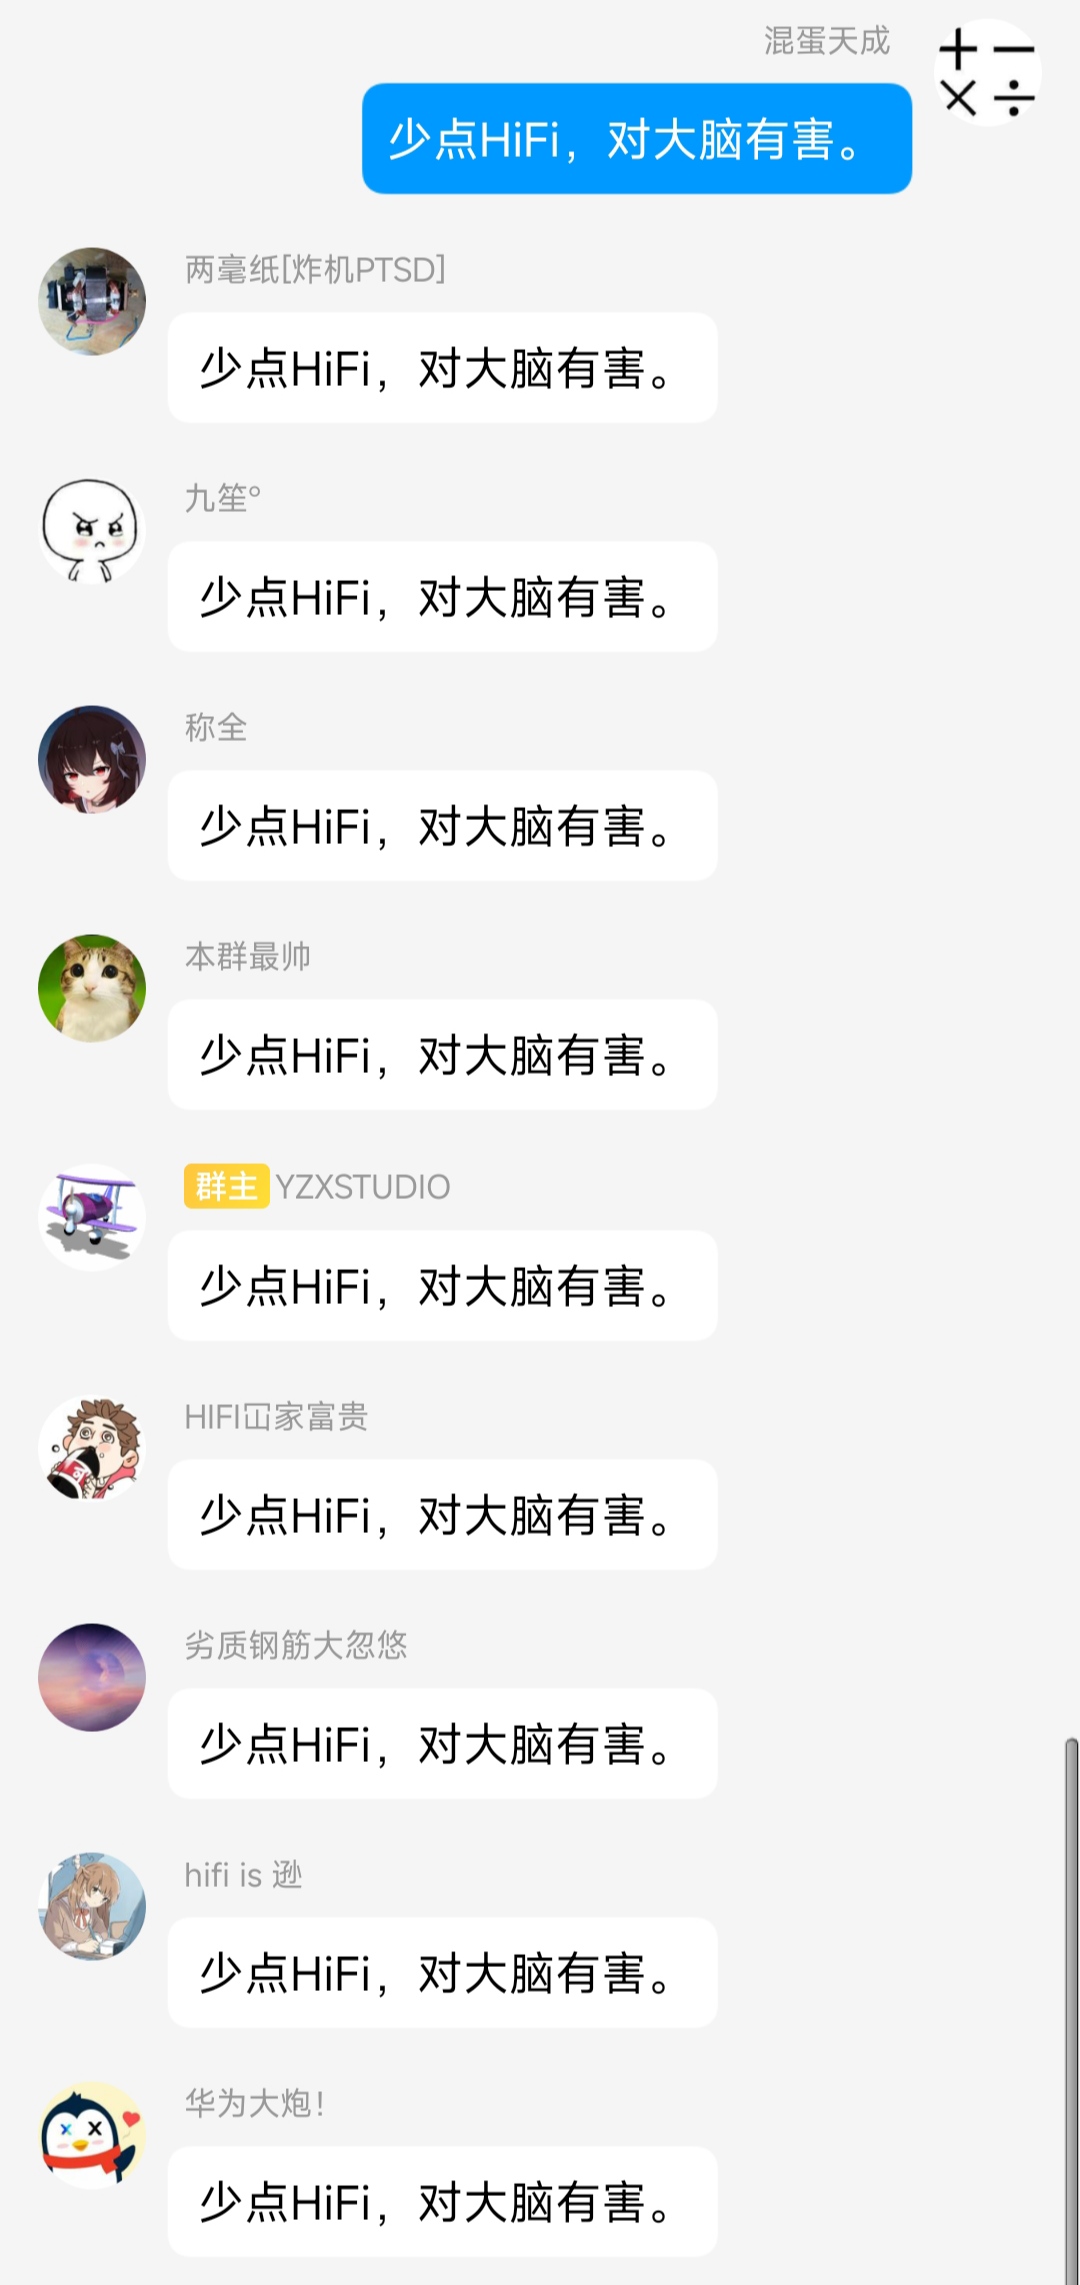 混蛋天成
少点HiFi，对大脑有害。
两毫纸[炸机PTSD]
少点HiFi，对大脑有害。
九笙°
少点HiFi，对大脑有害。
称全
少点HiFi，对大脑有害。
本群最帅
少点HiFi，对大脑有害。
群主 YZXSTUDIO
少点HiFi，对大脑有害。
HIFI冚家富贵
少点HiFi，对大脑有害。
劣质钢筋大忽悠
少点HiFi，对大脑有害。
hifi is 逊
少点HiFi，对大脑有害。
华为大炮！
少点HiFi，对大脑有害。